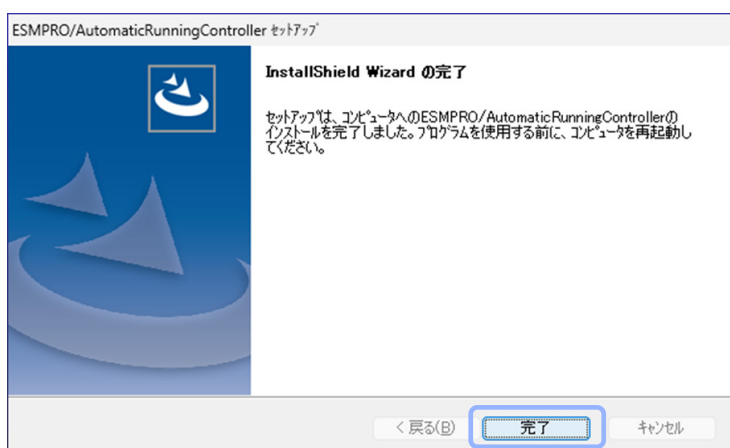 ESMPRO/AutomaticRunningController ｾｯﾄｱｯﾌﾟ
InstallShield Wizard の完了
ｾｯﾄｱｯﾌﾟは、ｺﾝﾋﾟｭｰﾀへのESMPRO/AutomaticRunningControllerの
ｲﾝｽﾄｰﾙを完了しました。ﾌﾟﾛｸﾞﾗﾑを使用する前に、ｺﾝﾋﾟｭｰﾀを再起動し
てください。
< 戻る(B)
完了
ｷｬﾝｾﾙ